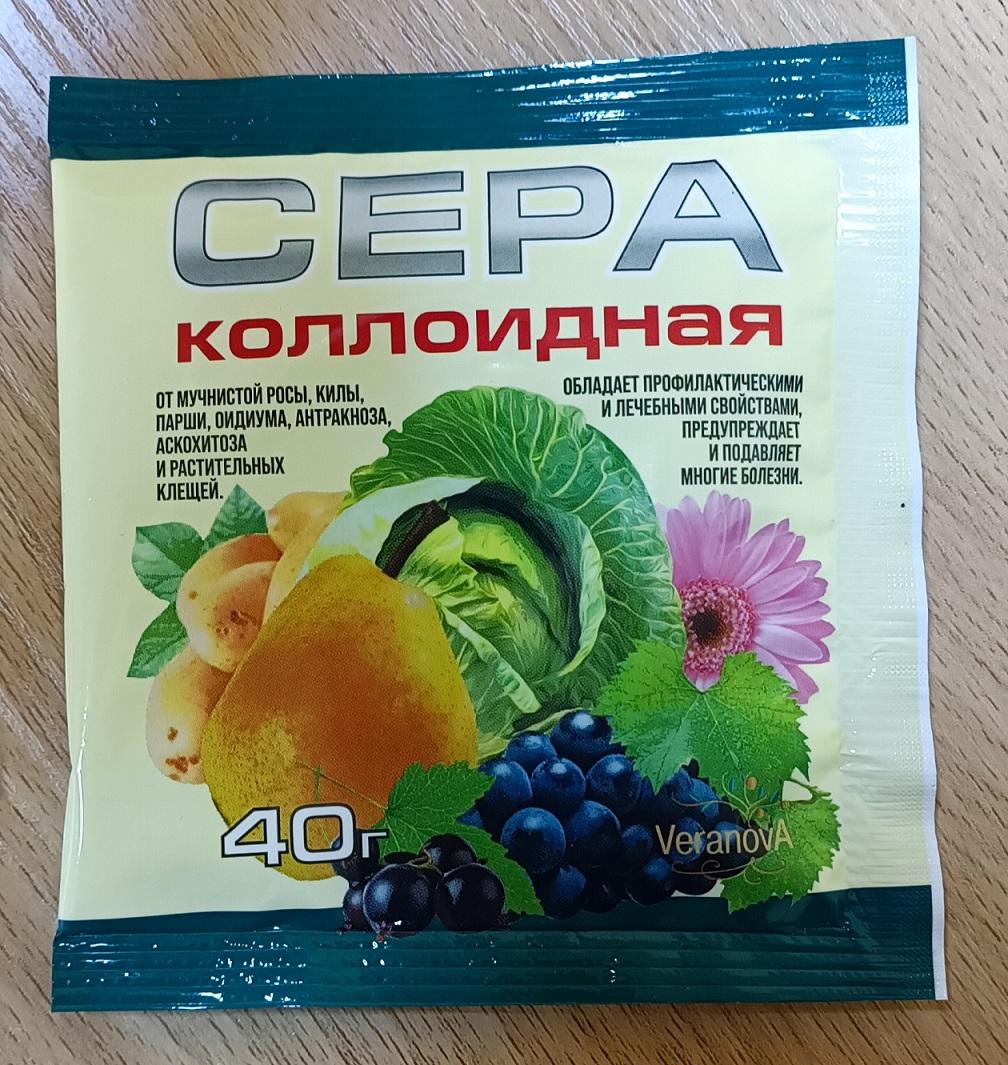 СЕРА
КОЛЛОИДНАЯ
ОТ МУЧНИСТОЙ РОСЫ, КИЛЫ,
ПАРШИ, ОИДИУМА, АНТРАКНОЗА,
АСКОХИТОЗА
И РАСТИТЕЛЬНЫХ
КЛЕЩЕЙ.
ОБЛАДАЕТ ПРОФИЛАКТИЧЕСКИМИ
И ЛЕЧЕБНЫМИ СВОЙСТВАМИ,
ПРЕДУПРЕЖДАЕТ
И ПОДАВЛЯЕТ
МНОГИЕ БОЛЕЗНИ.
40г
VeranovA